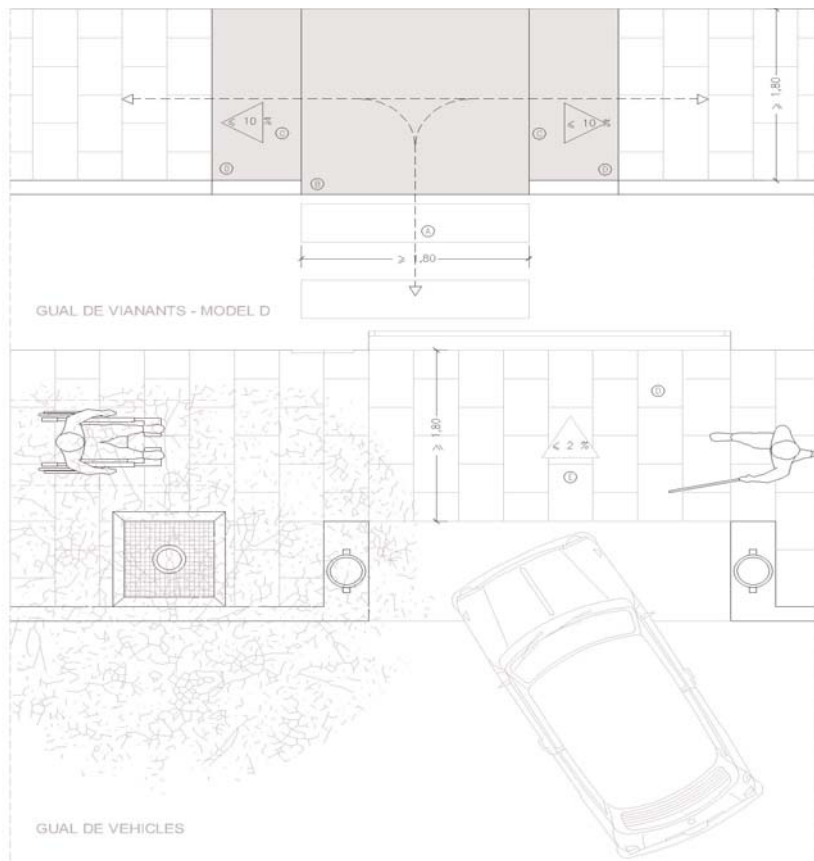 ≥ 1,80
≤ 10 %
≤ 10 %
C
C
D
D
B
A
≥ 1,80
GUAL DE VIANANTS - MODEL D
D
≥ 1,80
≤ 2 %
E
GUAL DE VEHICLES